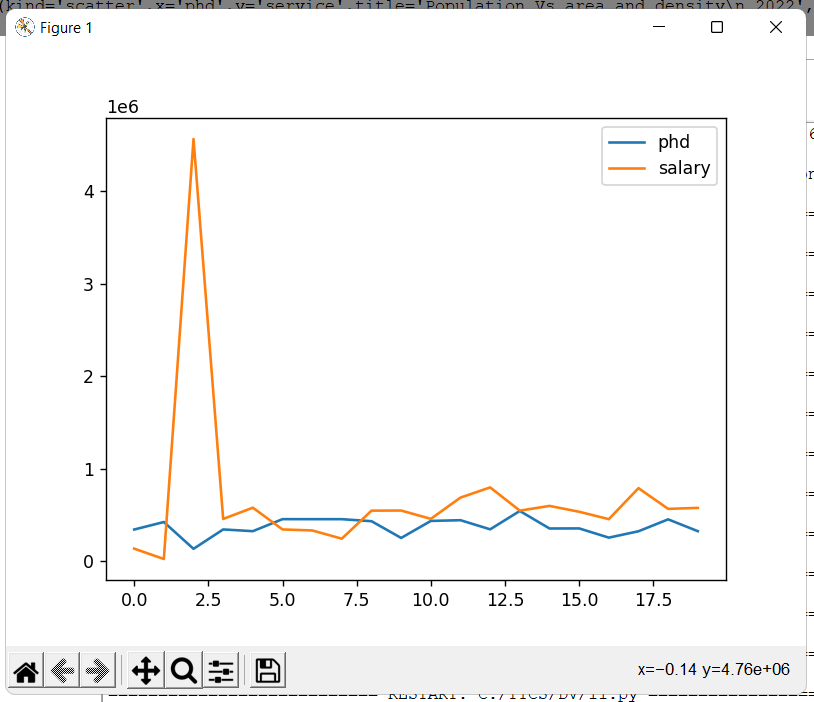 (kind='scatter',x='phd',y='service',title='Population Vs area and density\n 2022',
Figure 1
1e6
phd
salary
4
3
2
1
0
0.0 2.5 5.0 7.5 10.0 12.5 15.0 17.5
x=−0.14 y=4.76e+06
RESTART: C:/TYCS/DV/11.py